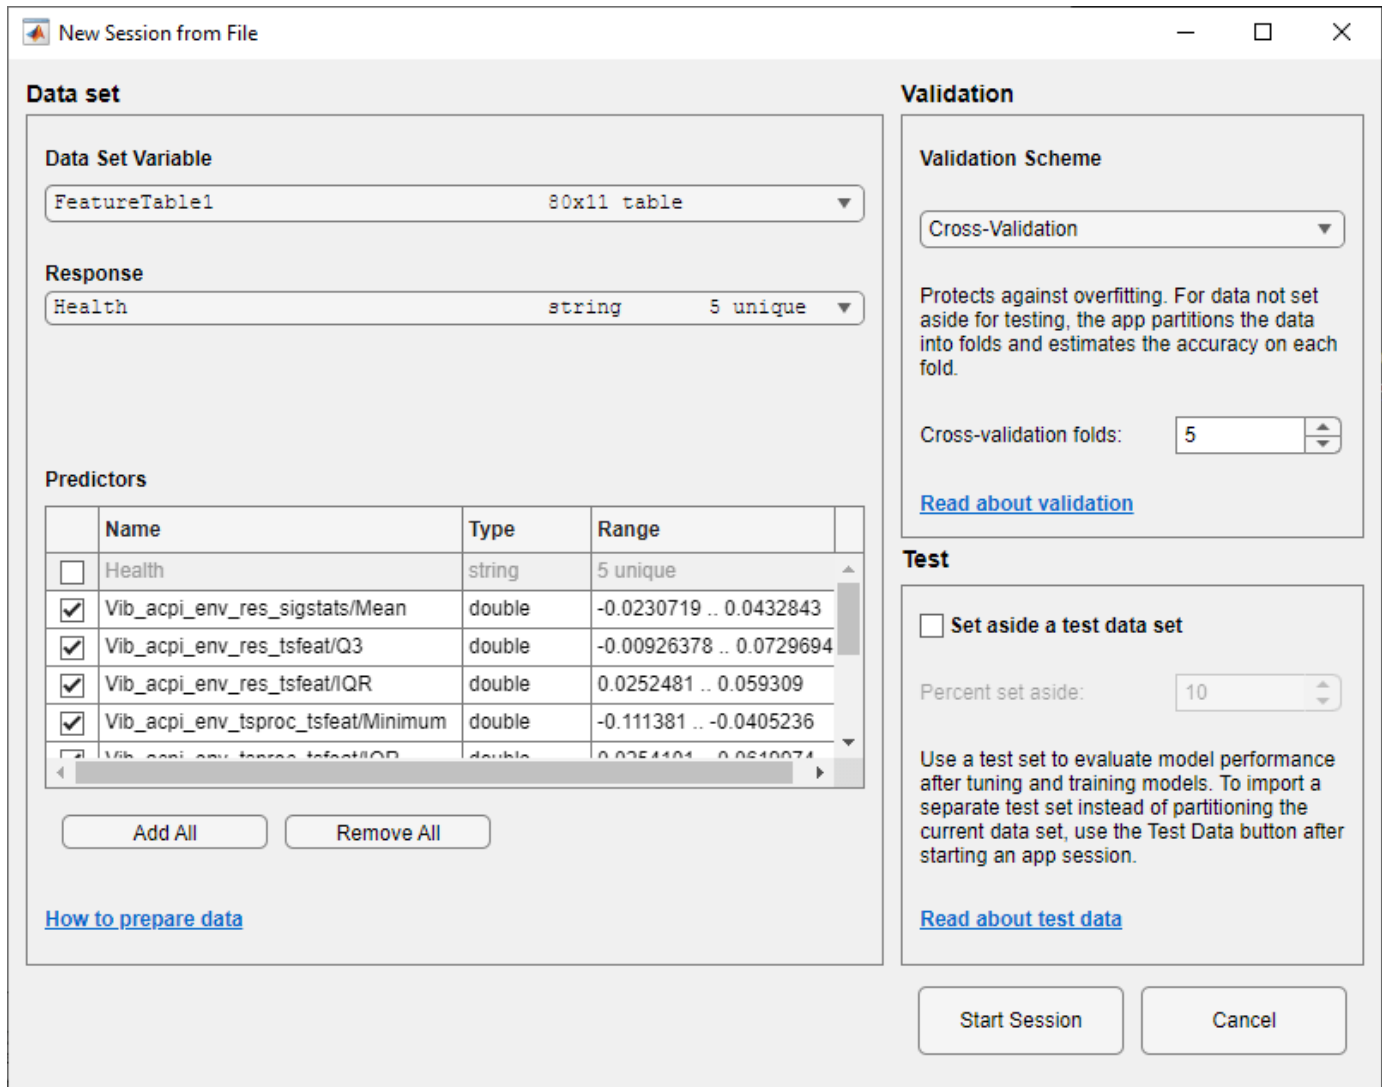 New Session from File
Data set
Data Set Variable
FeatureTable1 80x11 table
Response
Health string 5 unique
Predictors
Name Type Range
Health string 5 unique
Vib_acpi_env_res_sigstats/Mean double -0.0230719 .. 0.0432843
Vib_acpi_env_res_tsfeat/Q3 double -0.00926378 .. 0.0729694
Vib_acpi_env_res_tsfeat/IQR double 0.0252481 .. 0.059309
Vib_acpi_env_tsproc_tsfeat/Minimum double -0.111381 .. -0.0405236
Vib_acpi_env_tsproc_tsfeat/IQR double
Add All Remove All
How to prepare data
Validation
Validation Scheme
Cross-Validation
Protects against overfitting. For data not set
aside for testing, the app partitions the data
into folds and estimates the accuracy on each
fold.
Cross-validation folds: 5
Read about validation
Test
Set aside a test data set
Percent set aside: 10
Use a test set to evaluate model performance
after tuning and training models. To import a
separate test set instead of partitioning the
current data set, use the Test Data button after
starting an app session.
Read about test data
Start Session Cancel